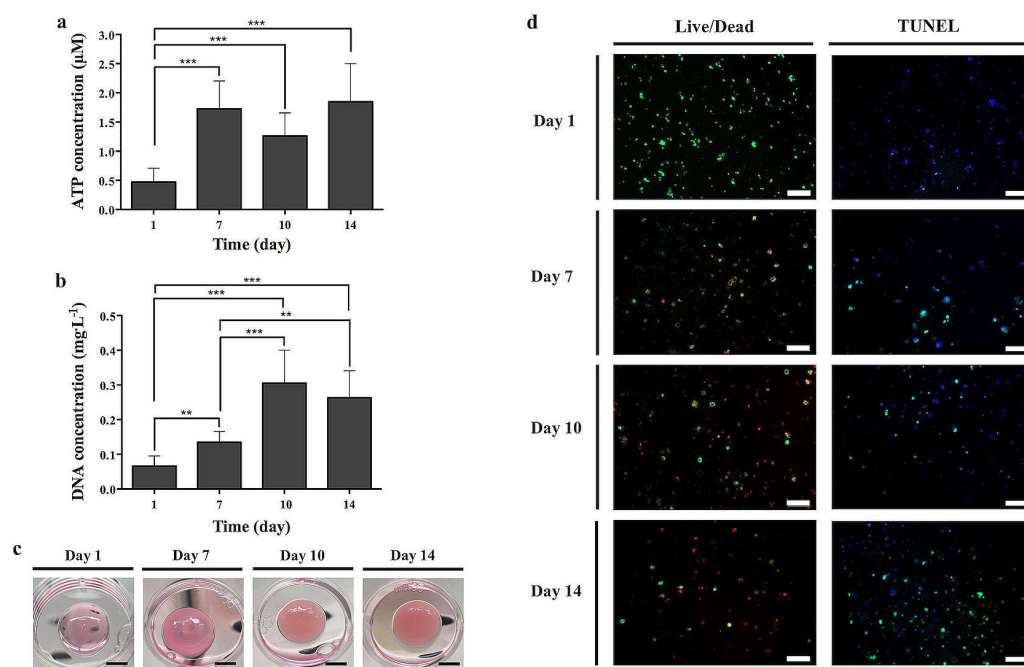 a
ATP concentration (µM)
3.0
2.5
2.0
1.5
1.0
0.5
0.0
***
***
***
1
7
10
14
Time (day)
b
DNA concentration (mg·L⁻¹)
0.5
0.4
0.3
0.2
0.1
0.0
***
***
**
***
**
1
7
10
14
Time (day)
c
Day 1
Day 7
Day 10
Day 14
d
Live/Dead
TUNEL
Day 1
Day 7
Day 10
Day 14